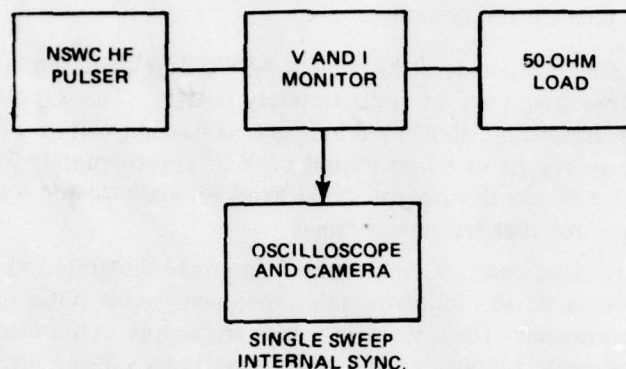 NSWC HF
PULSER
V AND I
MONITOR
50-OHM
LOAD
OSCILLOSCOPE
AND CAMERA
SINGLE SWEEP
INTERNAL SYNC.